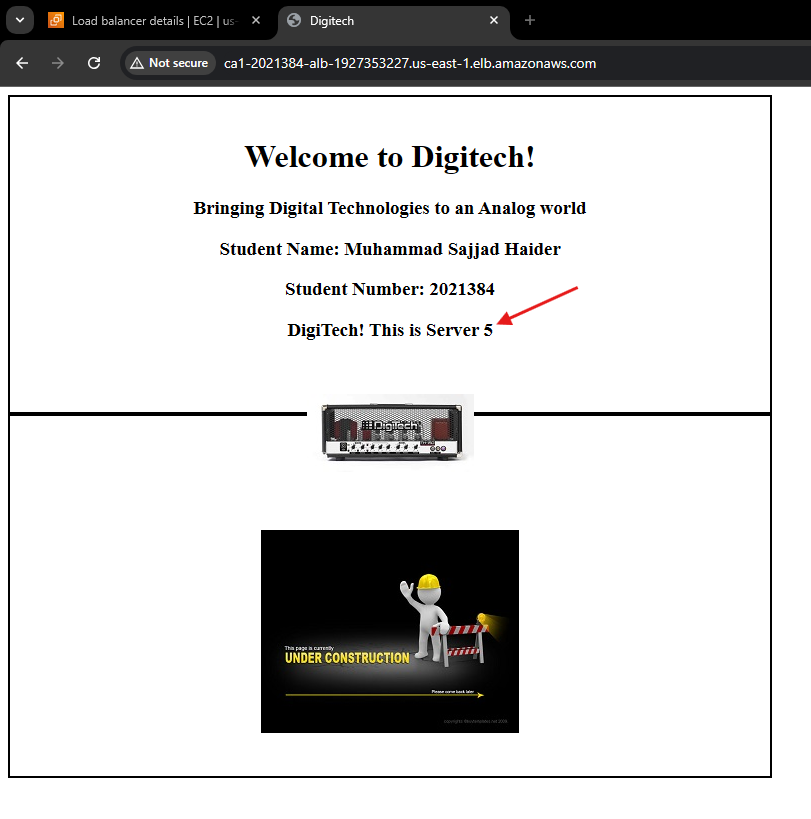 Load balancer details | EC2 | us-
Digitech
Not secure
ca1-2021384-alb-1927353227.us-east-1.elb.amazonaws.com
Welcome to Digitech!
Bringing Digital Technologies to an Analog world
Student Name: Muhammad Sajjad Haider
Student Number: 2021384
DigiTech! This is Server 5
DigiTech
This page is currently
UNDER CONSTRUCTION
Please come back later